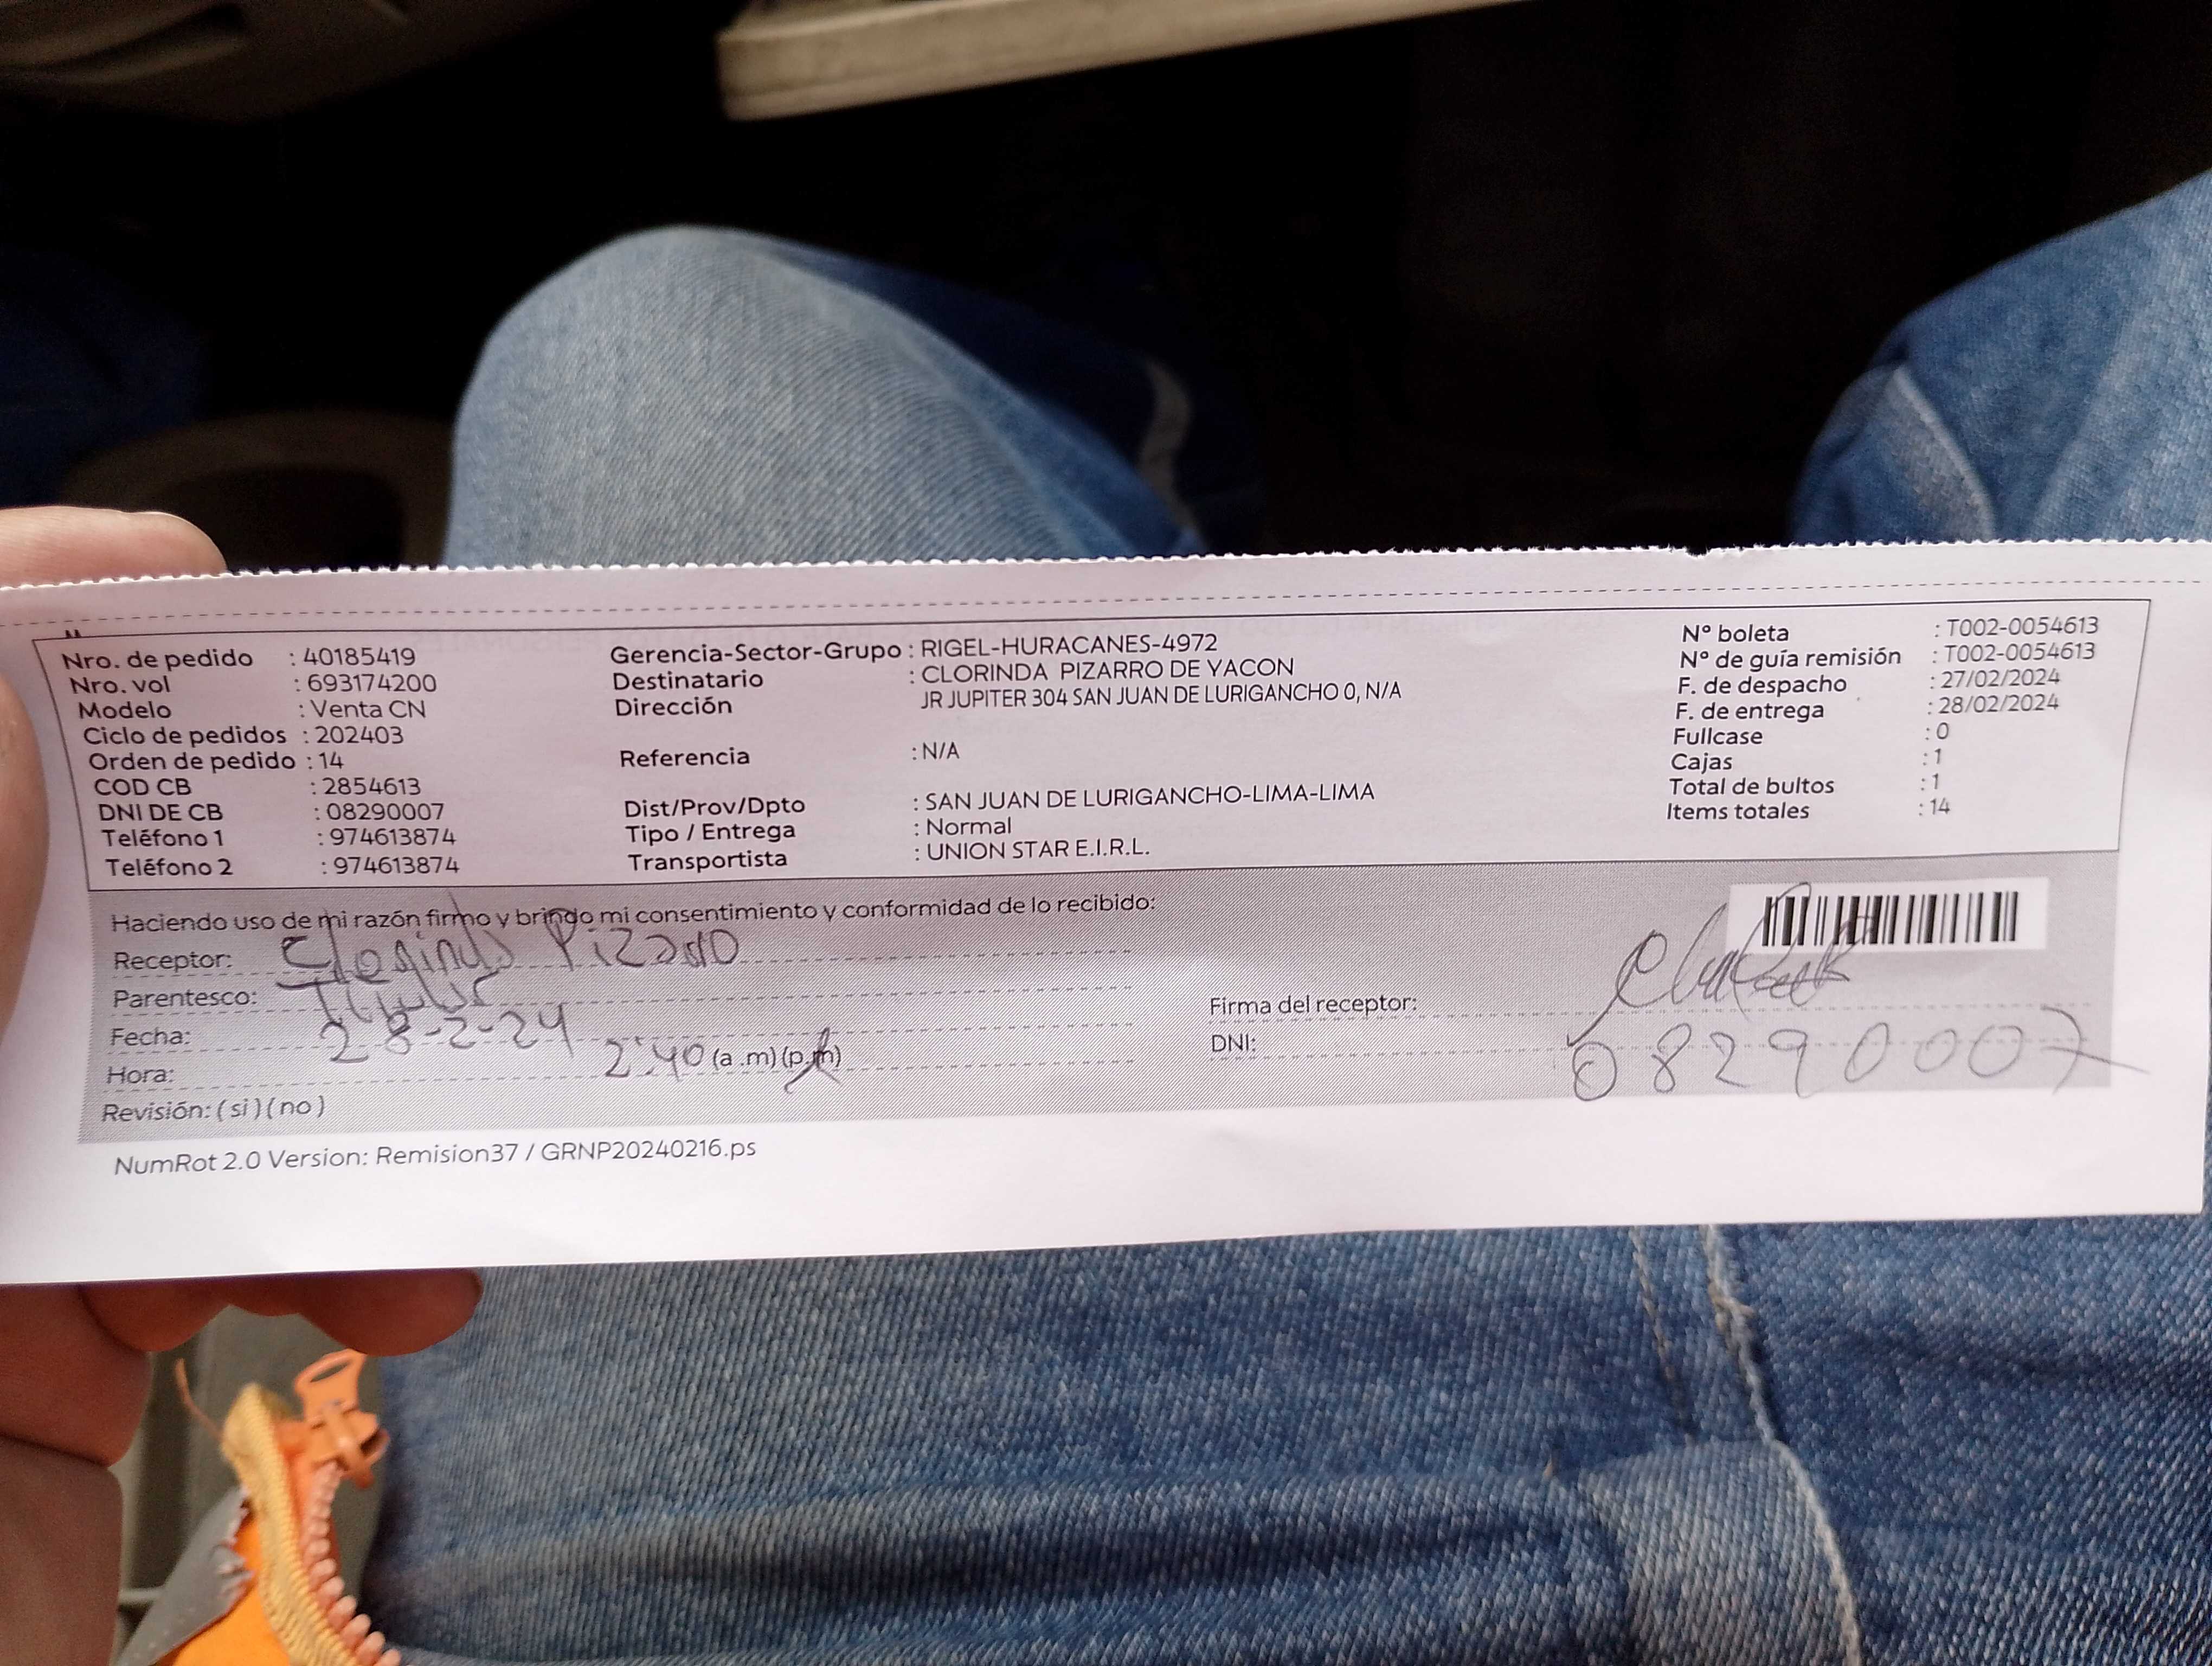 Nro. de pedido : 40185419
Nro. vol : 693174200
Modelo : Venta CN
Ciclo de pedidos : 202403
Orden de pedido : 14
COD CB : 2854613
DNI DE CB : 08290007
Teléfono 1 : 974613874
Teléfono 2 : 974613874
Gerencia-Sector-Grupo : RIGEL-HURACANES-4972
Destinatario : CLORINDA PIZARRO DE YACON
Dirección JR JUPITER 304 SAN JUAN DE LURIGANCHO 0, N/A
Referencia : N/A
Dist/Prov/Dpto : SAN JUAN DE LURIGANCHO-LIMA-LIMA
Tipo / Entrega : Normal
Transportista : UNION STAR E.I.R.L.
Nº boleta : T002-0054613
Nº de guía remisión : T002-0054613
F. de despacho : 27/02/2024
F. de entrega : 28/02/2024
Fullcase : 0
Cajas : 1
Total de bultos : 1
Items totales : 14
Haciendo uso de mi razón firmo y brindo mi consentimiento y conformidad de lo recibido:
Receptor:
Parentesco: Titular
Fecha: 28-2-24
Hora: 2:40 (a.m) (p.m)
Revisión: (si) (no)
Firma del receptor:
DNI: 08290007
NumRot 2.0 Version: Remision37 / GRNP20240216.ps